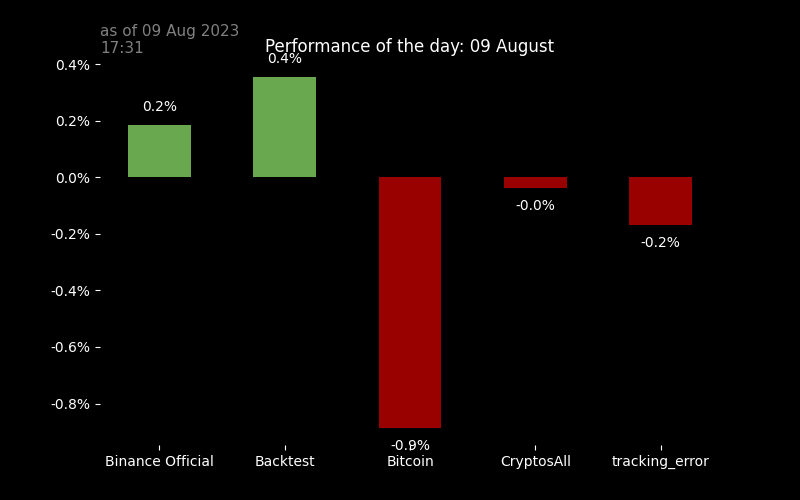 as of 09 Aug 2023
17:31
Performance of the day: 09 August
0.4%
0.2%
0.0%
-0.2%
-0.4%
-0.6%
-0.8%
0.2%
0.4%
-0.9%
-0.0%
-0.2%
Binance Official
Backtest
Bitcoin
CryptosAll
tracking_error